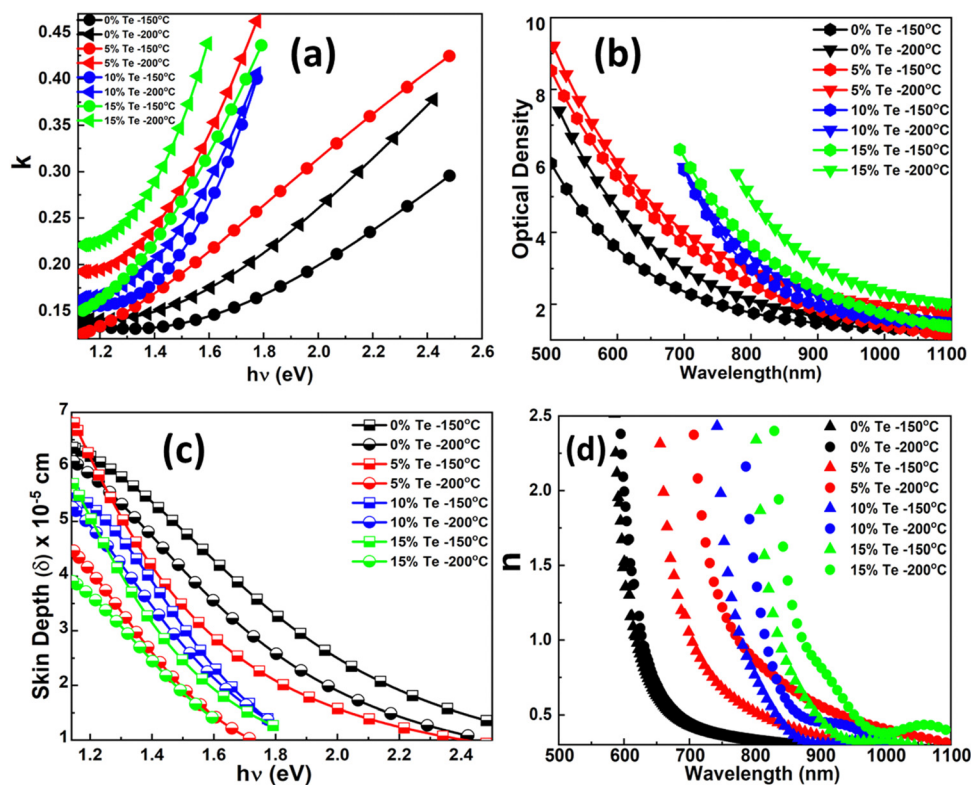 (a)
0% Te -150°C
0% Te -200°C
5% Te -150°C
5% Te -200°C
10% Te -150°C
10% Te -200°C
15% Te -150°C
15% Te -200°C
k
0.45
0.40
0.35
0.30
0.25
0.20
0.15
1.2 1.4 1.6 1.8 2.0 2.2 2.4 2.6
hν (eV)
(b)
0% Te -150°C
0% Te -200°C
5% Te -150°C
5% Te -200°C
10% Te -150°C
10% Te -200°C
15% Te -150°C
15% Te -200°C
Optical Density
10
8
6
4
2
500 600 700 800 900 1000 1100
Wavelength(nm)
(c)
0% Te -150°C
0% Te -200°C
5% Te -150°C
5% Te -200°C
10% Te -150°C
10% Te -200°C
15% Te -150°C
15% Te -200°C
Skin Depth (δ) x 10⁻⁵ cm
7
6
5
4
3
2
1
1.2 1.4 1.6 1.8 2.0 2.2 2.4
hν (eV)
(d)
0% Te -150°C
0% Te -200°C
5% Te -150°C
5% Te -200°C
10% Te -150°C
10% Te -200°C
15% Te -150°C
15% Te -200°C
n
2.5
2.0
1.5
1.0
0.5
500 600 700 800 900 1000 1100
Wavelength (nm)